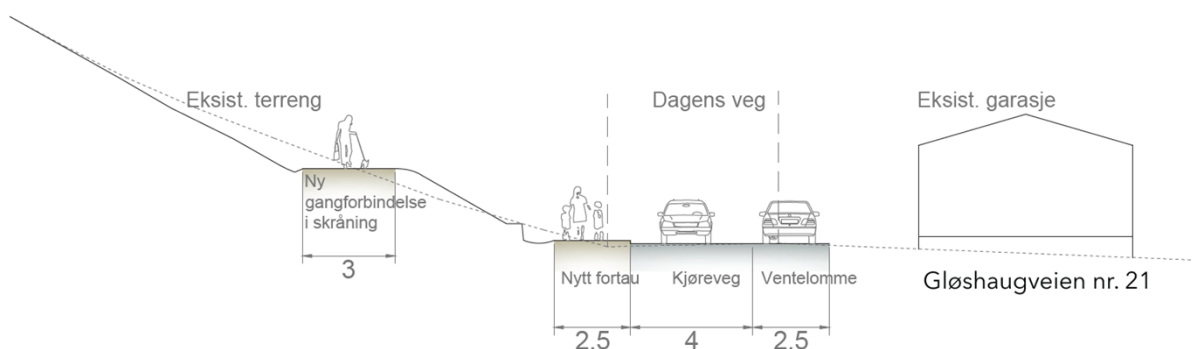 Eksist. terreng
Dagens veg
Eksist. garasje
Ny
gangforbindelse
i skråning
3
Nytt fortau
Kjøreveg
Ventelomme
Gløshaugveien nr. 21
2,5
4
2,5